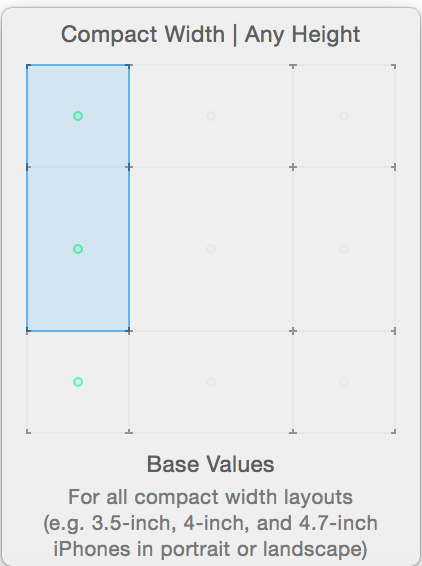 Compact Width | Any Height
Base Values
For all compact width layouts
(e.g. 3.5-inch, 4-inch, and 4.7-inch
iPhones in portrait or landscape)